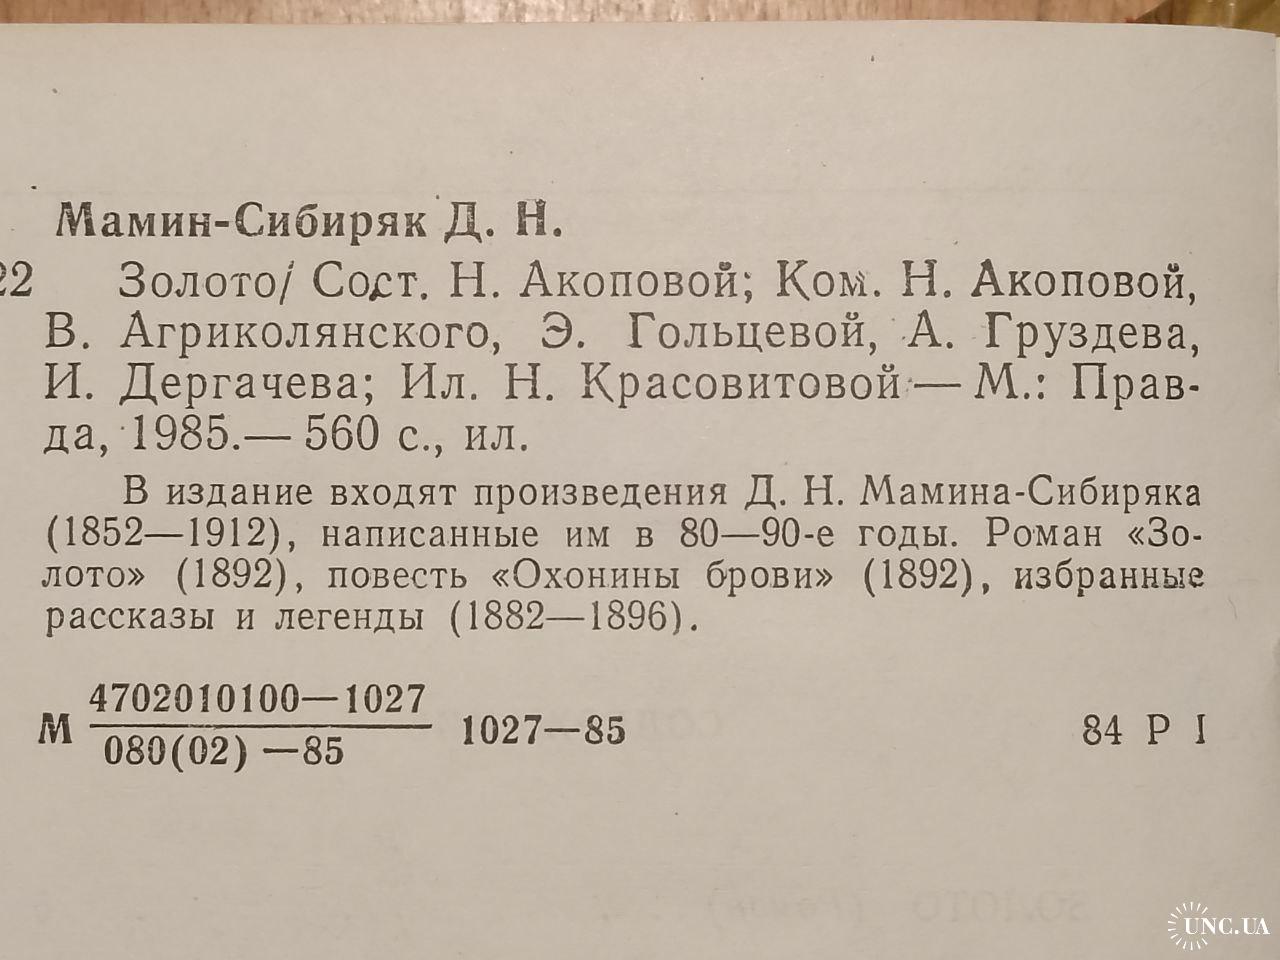 Мамин-Сибиряк Д. Н.
22 Золото/ Сост. Н. Акоповой; Ком. Н. Акоповой,
В. Агриколянского, Э. Гольцевой, А. Груздева,
И. Дергачева; Ил. Н. Красовитовой — М.: Прав-
да, 1985.— 560 с., ил.
В издание входят произведения Д. Н. Мамина-Сибиряка
(1852—1912), написанные им в 80—90-е годы. Роман «Зо-
лото» (1892), повесть «Охонины брови» (1892), избранные
рассказы и легенды (1882—1896).
4702010100—1027
М 1027—85 84 Р I
080(02) —85
UNC.UA